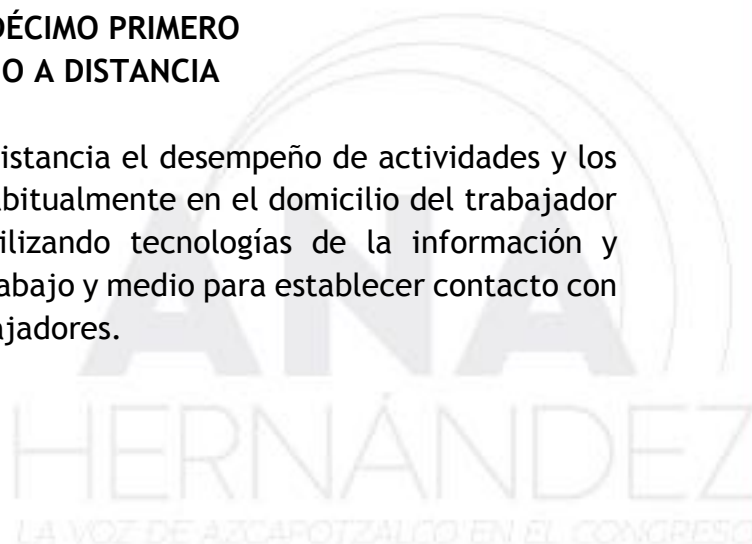 DÉCIMO PRIMERO
O A DISTANCIA
istancia el desempeño de actividades y los
abitualmente en el domicilio del trabajador
ilizando tecnologías de la información y
abajo y medio para establecer contacto con
ajadores.
ANA
HERNÁNDEZ
LA VOZ DE AZCAPOTZALCO EN EL CONGRESO